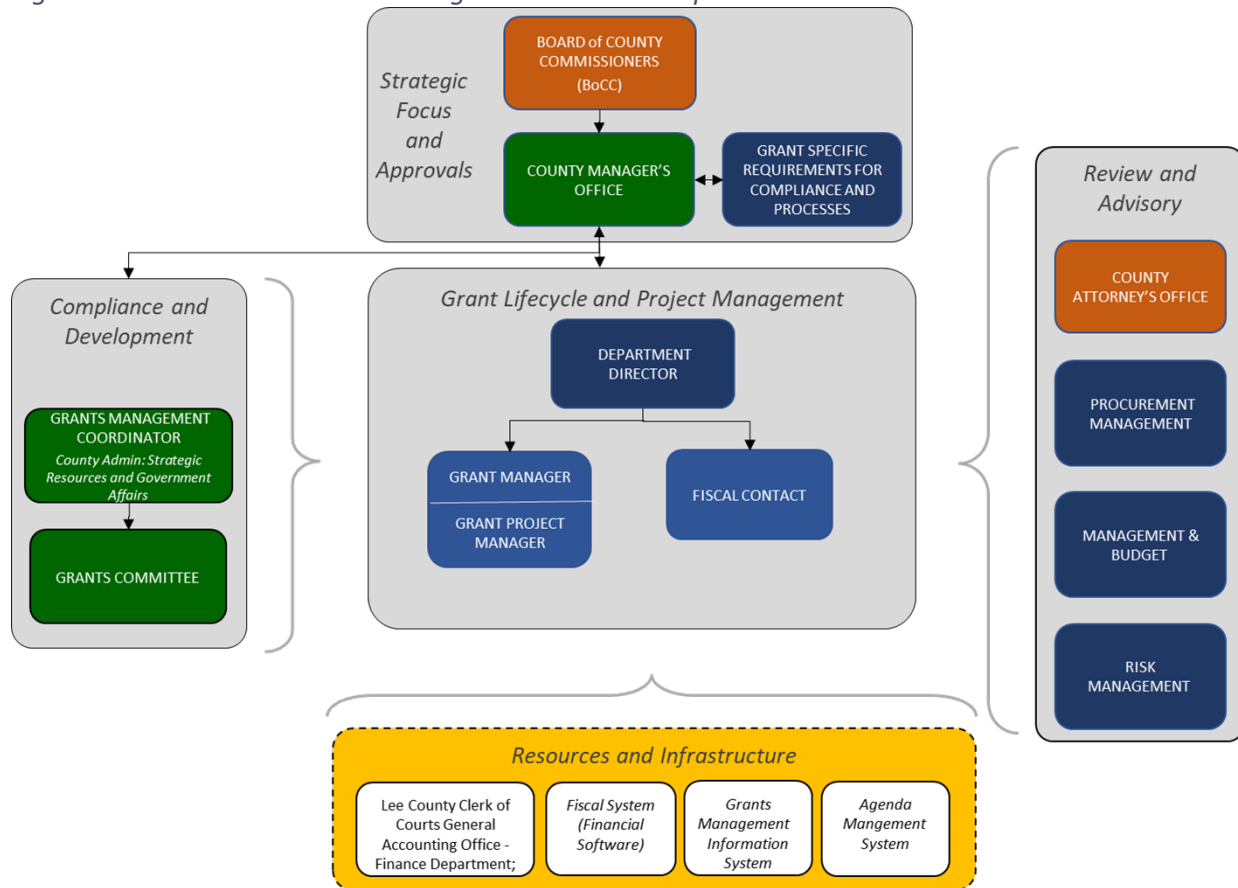 Strategic
Focus
and
Approvals
BOARD of COUNTY
COMMISSIONERS
(BoCC)
COUNTY MANAGER'S
OFFICE
GRANT SPECIFIC
REQUIREMENTS FOR
COMPLIANCE AND
PROCESSES
Compliance and
Development
GRANTS MANAGEMENT
COORDINATOR
County Admin: Strategic
Resources and Government
Affairs
GRANTS COMMITTEE
Grant Lifecycle and Project Management
DEPARTMENT
DIRECTOR
GRANT MANAGER
GRANT PROJECT
MANAGER
FISCAL CONTACT
Review and
Advisory
COUNTY
ATTORNEY'S OFFICE
PROCUREMENT
MANAGEMENT
MANAGEMENT &
BUDGET
RISK
MANAGEMENT
Resources and Infrastructure
Lee County Clerk of
Courts General
Accounting Office -
Finance Department;
Fiscal System
(Financial
Software)
Grants
Management
Information
System
Agenda
Mangement
System